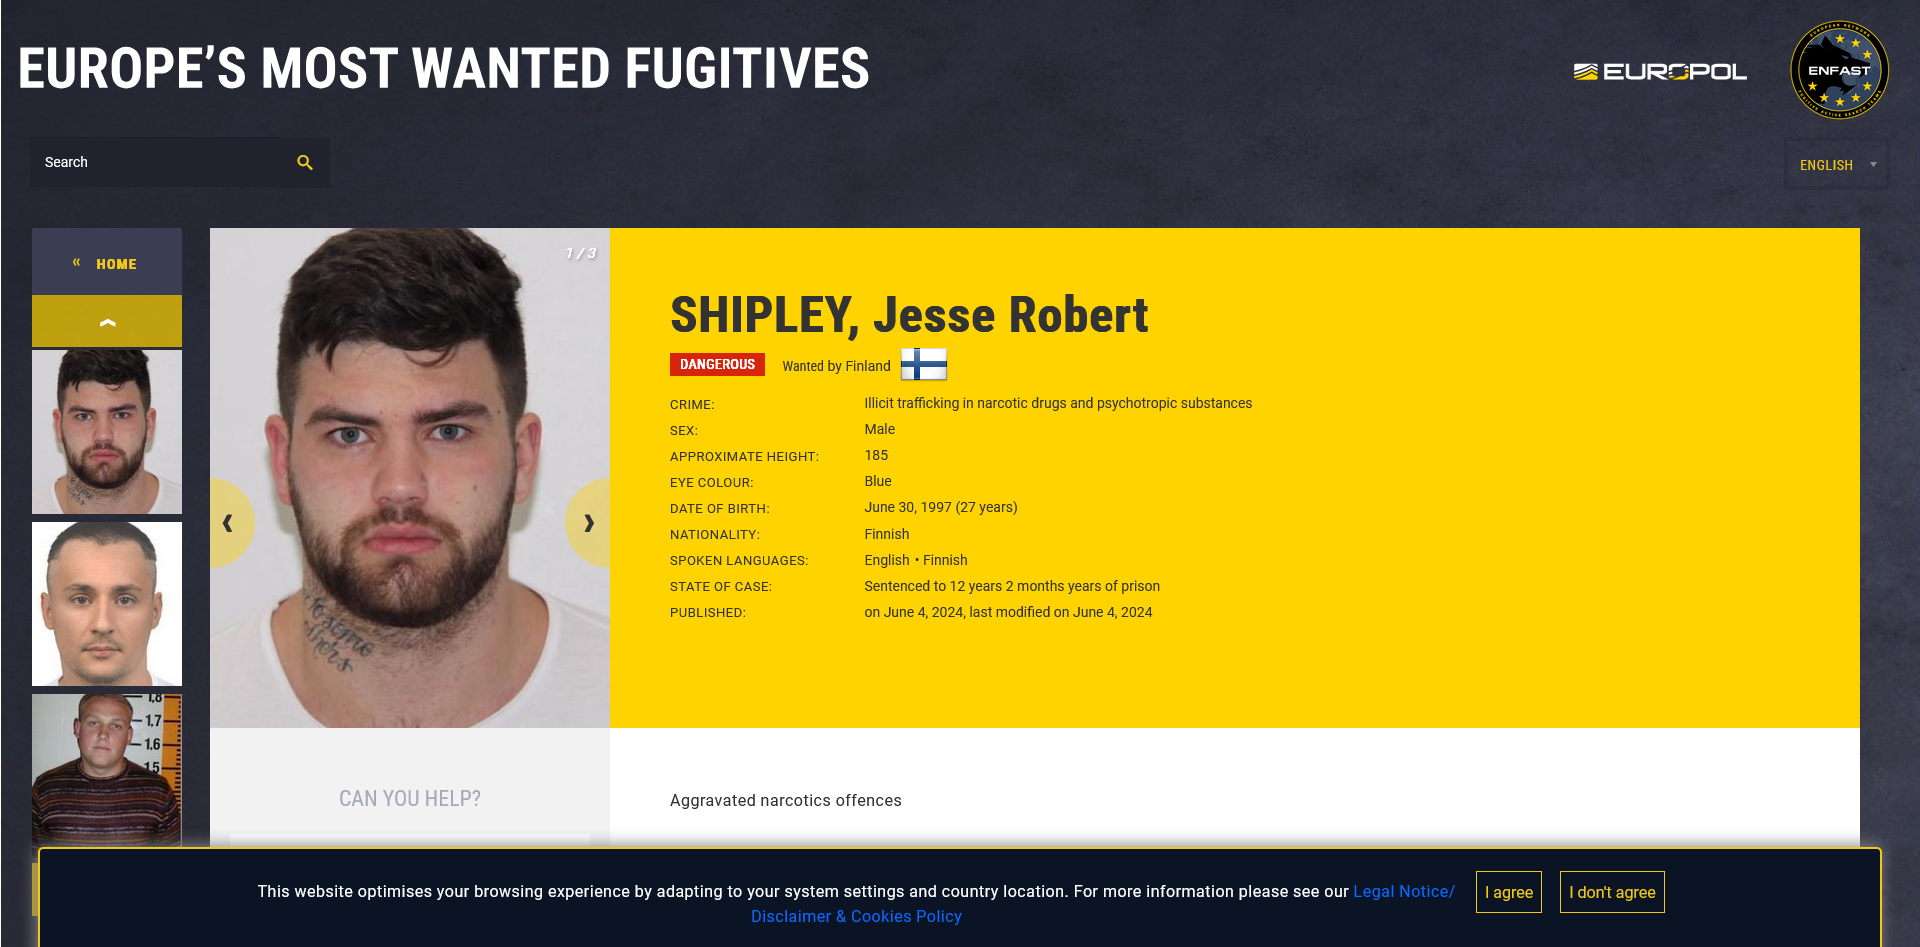 EUROPE’S MOST WANTED FUGITIVES
EUROPOL
EUROPEAN NETWORK
ENFAST
FUGITIVE ACTIVE SEARCH TEAMS
Search
ENGLISH
« HOME
1 / 3
SHIPLEY, Jesse Robert
DANGEROUS Wanted by Finland
CRIME: Illicit trafficking in narcotic drugs and psychotropic substances
SEX: Male
APPROXIMATE HEIGHT: 185
EYE COLOUR: Blue
DATE OF BIRTH: June 30, 1997 (27 years)
NATIONALITY: Finnish
SPOKEN LANGUAGES: English • Finnish
STATE OF CASE: Sentenced to 12 years 2 months years of prison
PUBLISHED: on June 4, 2024, last modified on June 4, 2024
1,8
1,7
1,6
1,5
CAN YOU HELP?
Aggravated narcotics offences
This website optimises your browsing experience by adapting to your system settings and country location. For more information please see our Legal Notice/
Disclaimer & Cookies Policy
I agree
I don't agree